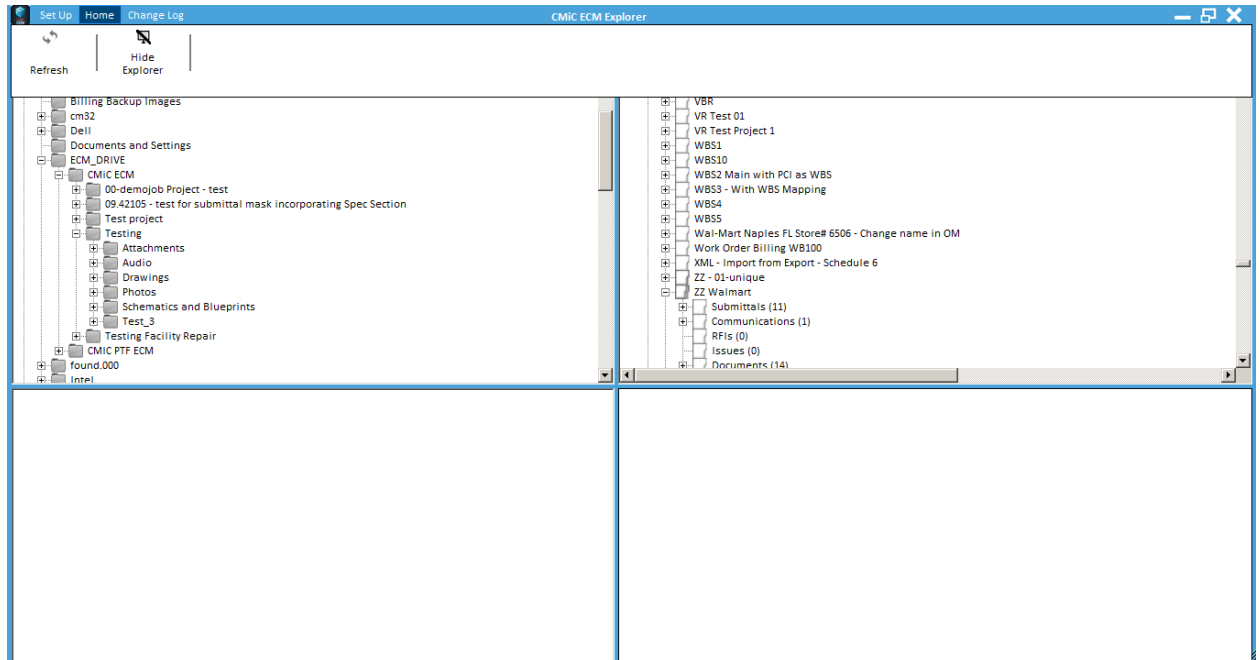 Set Up Home Change Log CMiC ECM Explorer
Refresh
Hide
Explorer
Billing Backup Images
cm32
Dell
Documents and Settings
ECM_DRIVE
CMiC ECM
00-demojob Project - test
09.42105 - test for submittal mask incorporating Spec Section
Test project
Testing
Attachments
Audio
Drawings
Photos
Schematics and Blueprints
Test_3
Testing Facility Repair
CMIC PTF ECM
found.000
Intel
VBR
VR Test 01
VR Test Project 1
WBS1
WBS10
WBS2 Main with PCI as WBS
WBS3 - With WBS Mapping
WBS4
WBS5
Wal-Mart Naples FL Store# 6506 - Change name in OM
Work Order Billing WB100
XML - Import from Export - Schedule 6
ZZ - 01-unique
ZZ Walmart
Submittals (11)
Communications (1)
RFIs (0)
Issues (0)
Documents (14)